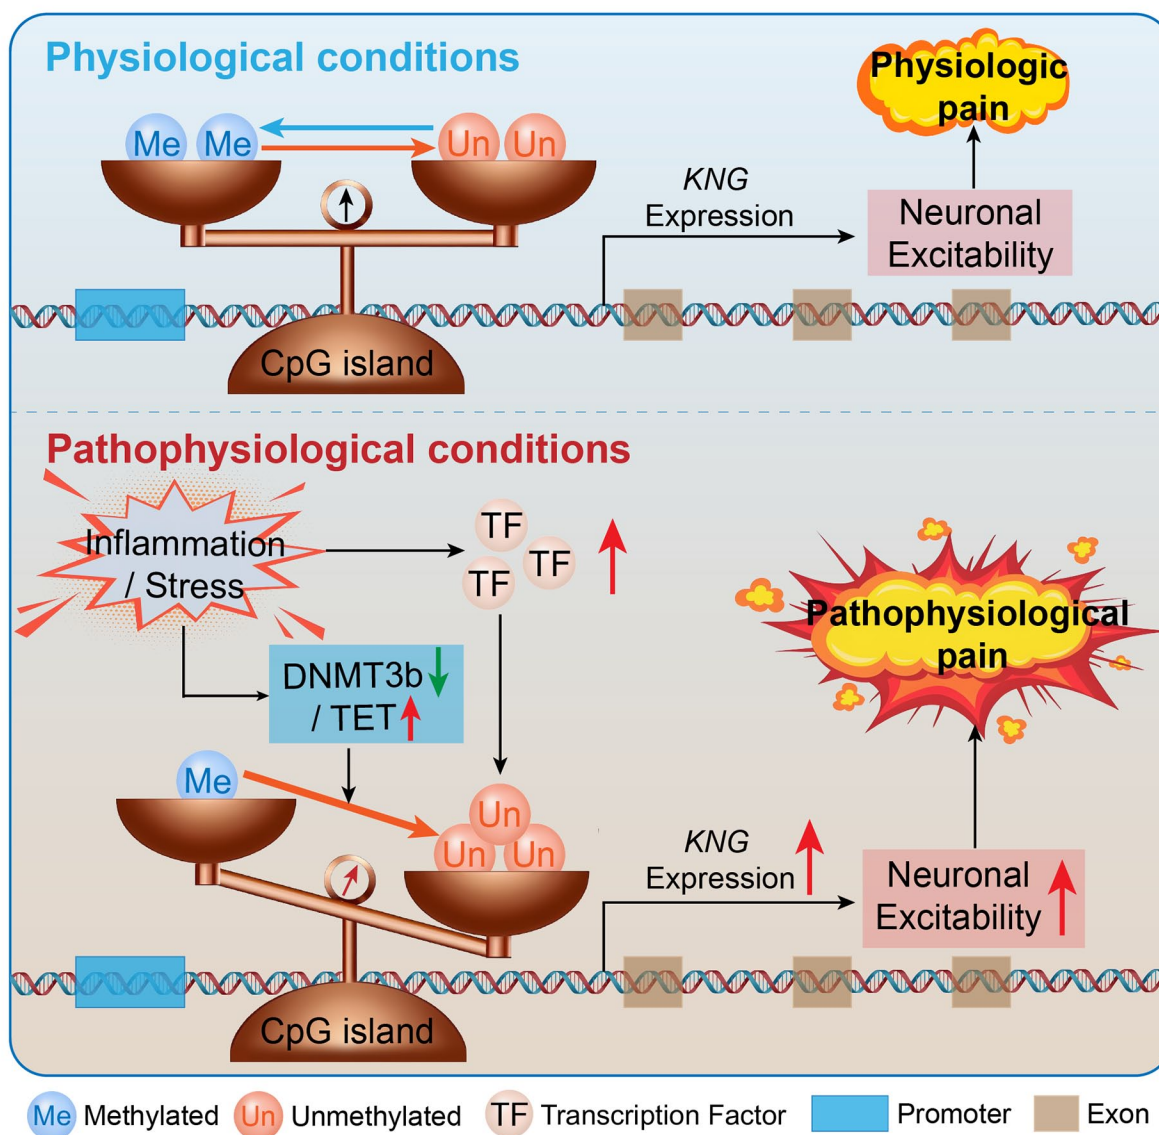 Physiological conditions
Physiologic
pain
Me Me Un Un
KNG
Expression
Neuronal
Excitability
CpG island
Pathophysiological conditions
Inflammation
/ Stress
TF
TF
TF
DNMT3b
/ TET
Pathophysiological
pain
Me
Un
Un Un
KNG
Expression
Neuronal
Excitability
CpG island
Me Methylated Un Unmethylated TF Transcription Factor Promoter Exon